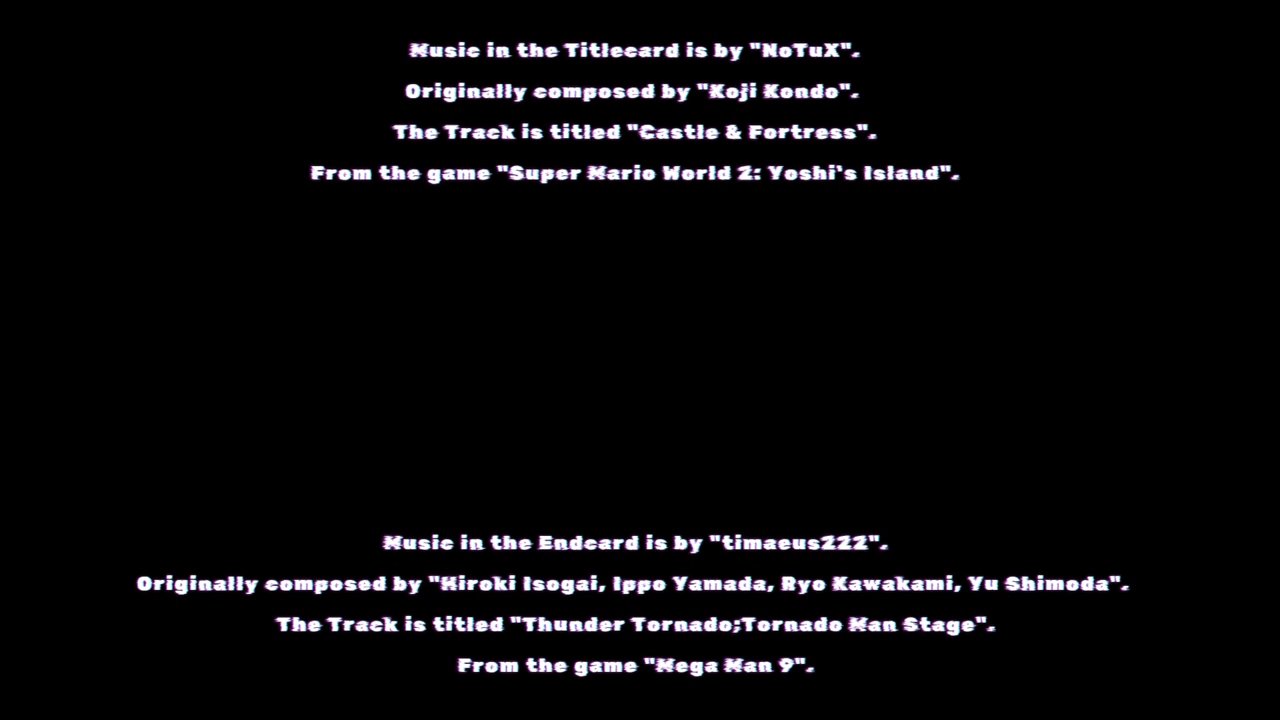 Music in the Titlecard is by "NoTuX".
Originally composed by "Koji Kondo".
The Track is titled "Castle & Fortress".
From the game "Super Mario World 2: Yoshi's Island".
Music in the Endcard is by "timaeus222".
Originally composed by "Hiroki Isogai, Ippo Yamada, Ryo Kawakami, Yu Shimoda".
The Track is titled "Thunder Tornado;Tornado Man Stage".
From the game "Mega Man 9".